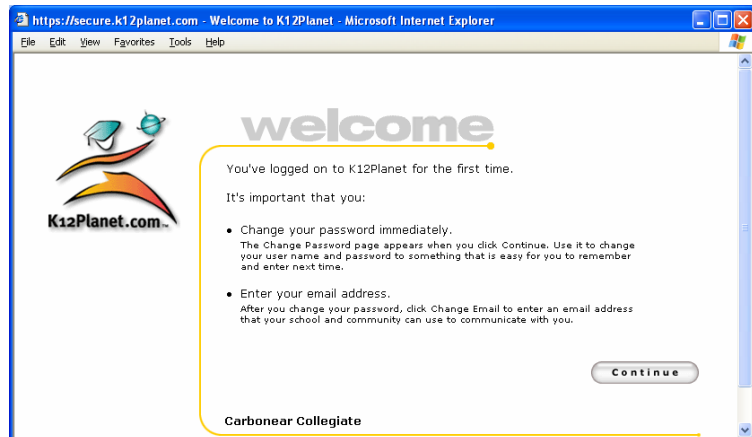 https://secure.k12planet.com - Welcome to K12Planet - Microsoft Internet Explorer
File Edit View Favorites Tools Help
welcome
You've logged on to K12Planet for the first time.
It's important that you:
• Change your password immediately.
The Change Password page appears when you click Continue. Use it to change
your user name and password to something that is easy for you to remember
and enter next time.
• Enter your email address.
After you change your password, click Change Email to enter an email address
that your school and community can use to communicate with you.
K12Planet.com™
Continue
Carbonear Collegiate